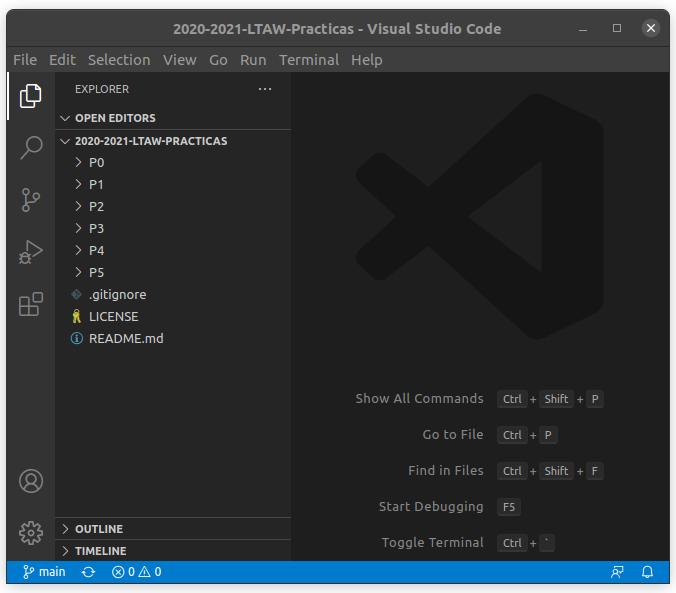 2020-2021-LTAW-Practicas - Visual Studio Code
File Edit Selection View Go Run Terminal Help
EXPLORER ...
OPEN EDITORS
2020-2021-LTAW-PRACTICAS
P0
P1
P2
P3
P4
P5
.gitignore
LICENSE
README.md
Show All Commands Ctrl + Shift + P
Go to File Ctrl + P
Find in Files Ctrl + Shift + F
Start Debugging F5
Toggle Terminal Ctrl + `
OUTLINE
TIMELINE
main 0 0